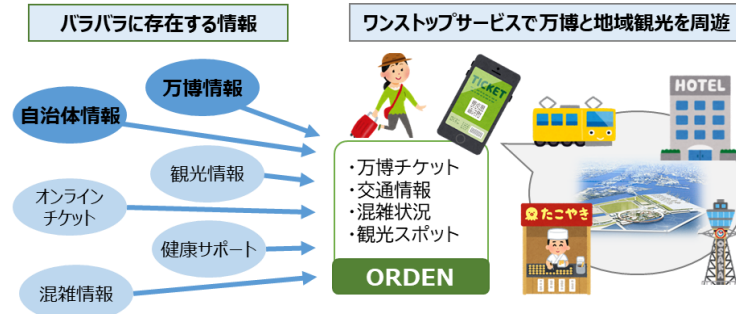 バラバラに存在する情報
ワンストップサービスで万博と地域観光を周遊
万博情報
自治体情報
観光情報
オンライン
チケット
健康サポート
混雑情報
TICKET
・万博チケット
・交通情報
・混雑状況
・観光スポット
ORDEN
HOTEL
たこやき